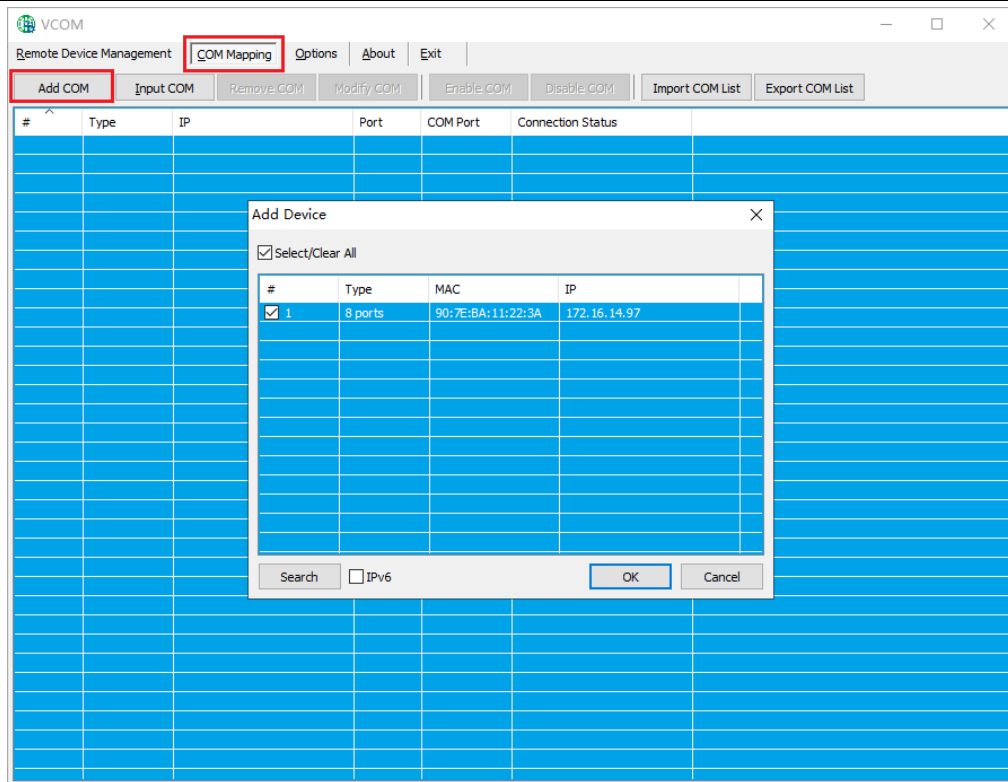 VCOM
Remote Device Management COM Mapping Options About Exit
Add COM Input COM Remove COM Modify COM Enable COM Disable COM Import COM List Export COM List
# Type IP Port COM Port Connection Status
Add Device
Select/Clear All
# Type MAC IP
1 8 ports 90:7E:BA:11:22:3A 172.16.14.97
Search IPv6 OK Cancel